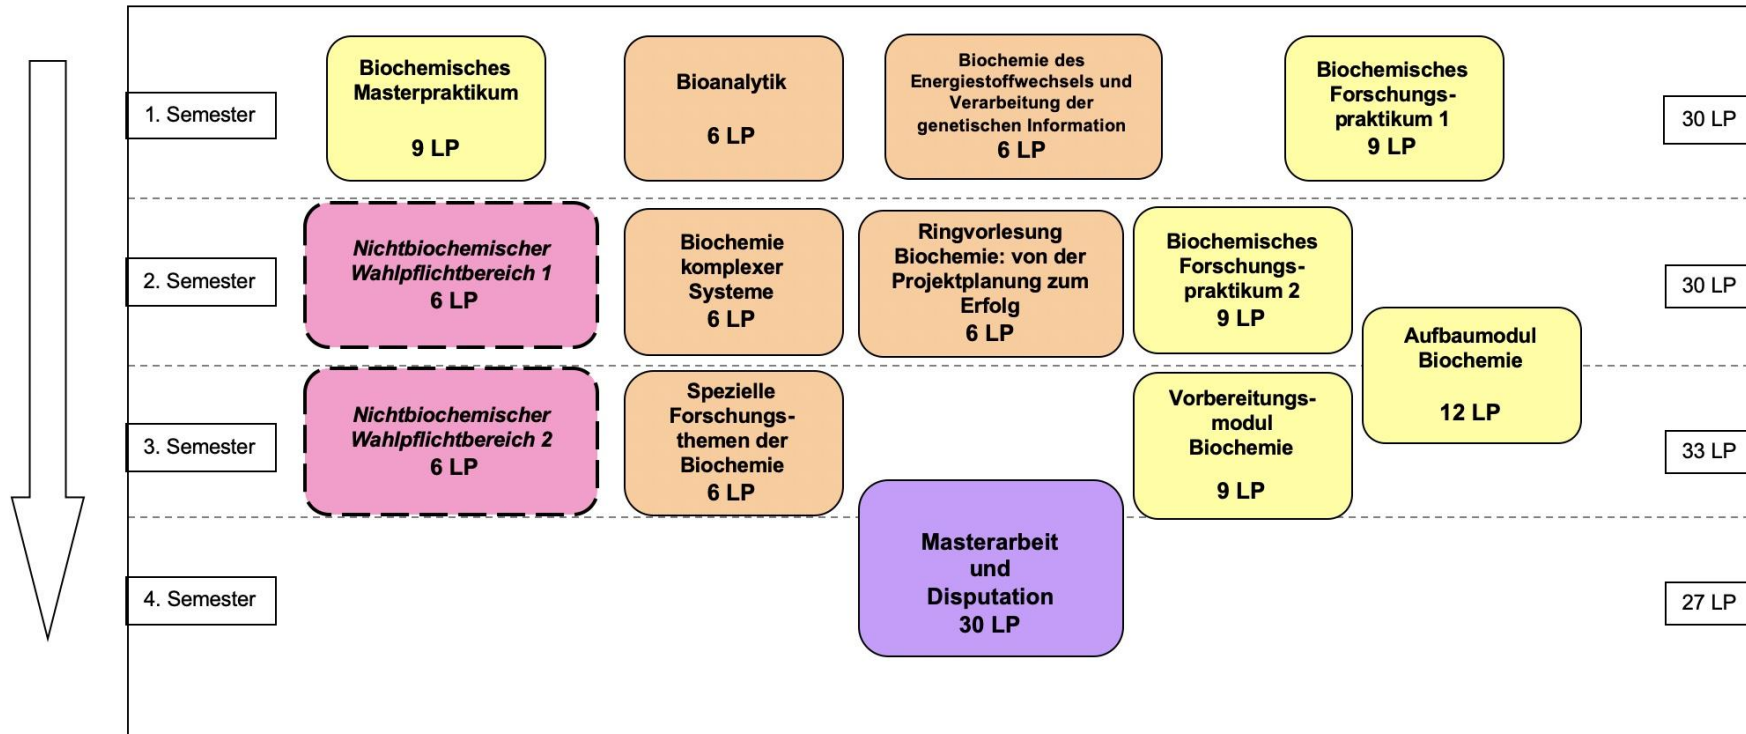 1. Semester
Biochemisches
Masterpraktikum
9 LP
Bioanalytik
6 LP
Biochemie des
Energiestoffwechsels und
Verarbeitung der
genetischen Information
6 LP
Biochemisches
Forschungs-
praktikum 1
9 LP
30 LP
2. Semester
Nichtbiochemischer
Wahlpflichtbereich 1
6 LP
Biochemie
komplexer
Systeme
6 LP
Ringvorlesung
Biochemie: von der
Projektplanung zum
Erfolg
6 LP
Biochemisches
Forschungs-
praktikum 2
9 LP
30 LP
Aufbaumodul
Biochemie
12 LP
3. Semester
Nichtbiochemischer
Wahlpflichtbereich 2
6 LP
Spezielle
Forschungs-
themen der
Biochemie
6 LP
Vorbereitungs-
modul
Biochemie
9 LP
33 LP
4. Semester
Masterarbeit
und
Disputation
30 LP
27 LP